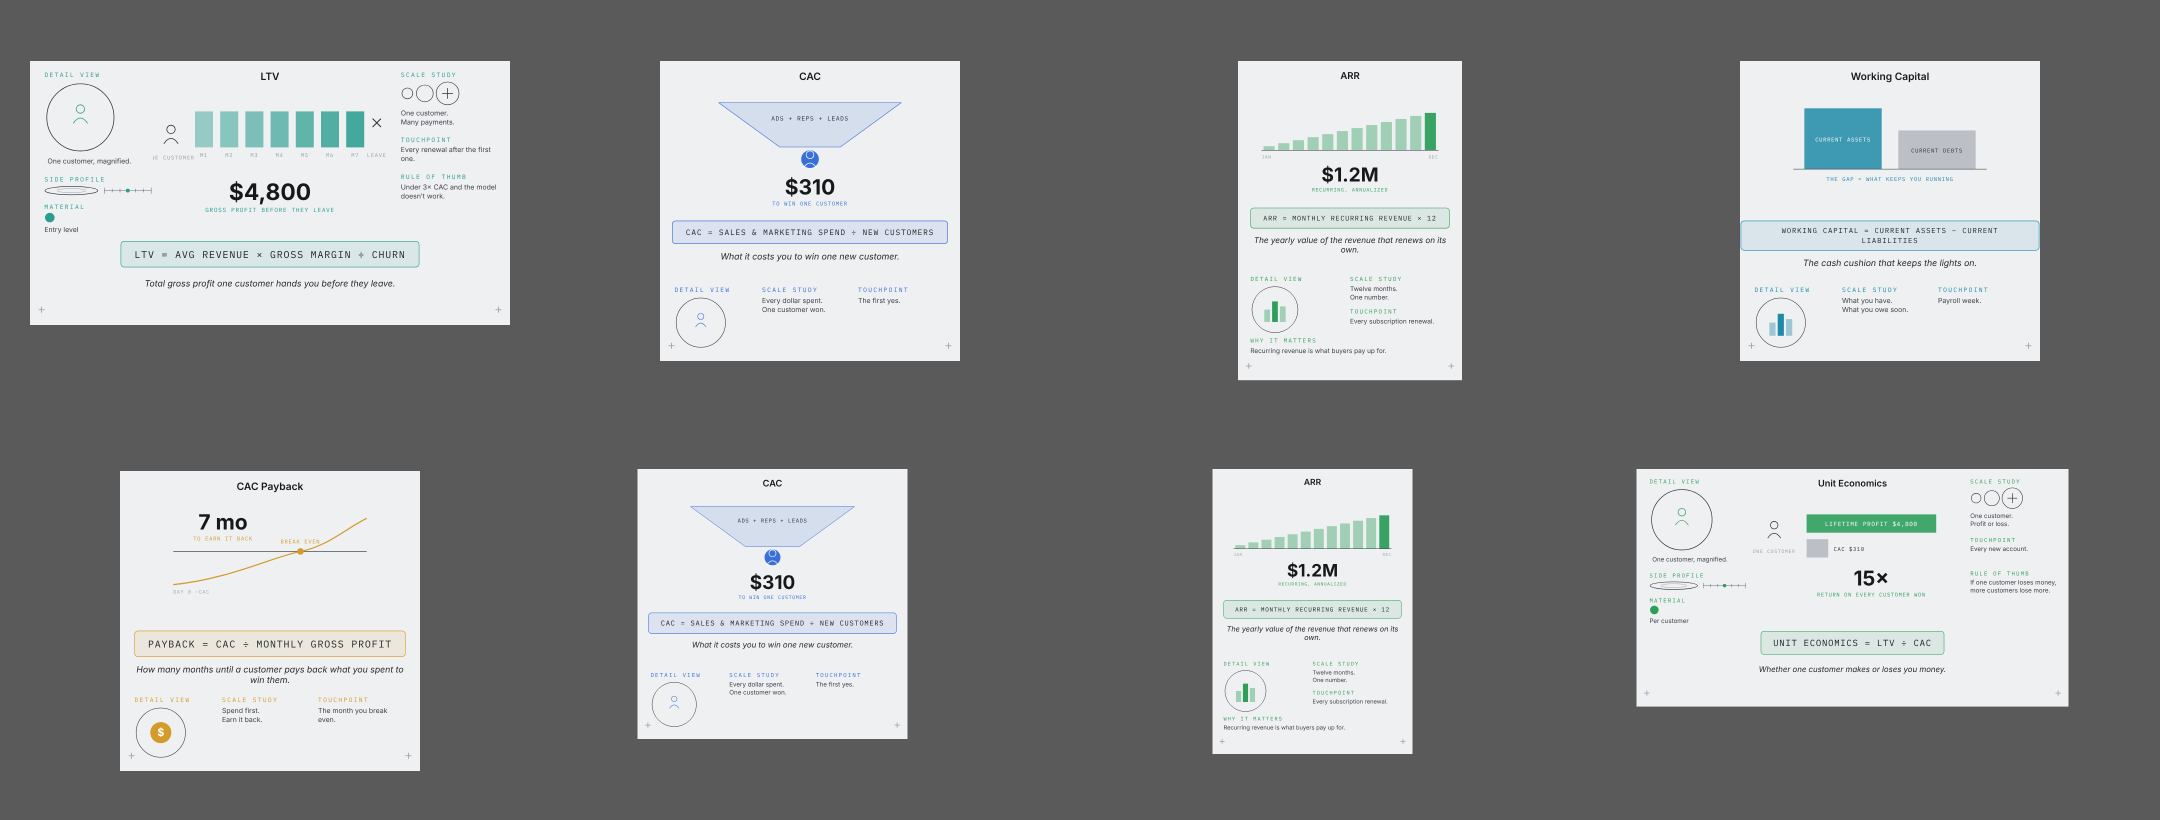 LTV
DETAIL VIEW
One customer, magnified.
SIDE PROFILE
MATERIAL
Entry level
CUSTOMER
M1 M2 M3 M4 M5 M6 M7 LEAVE
$4,800
GROSS PROFIT BEFORE THEY LEAVE
SCALE STUDY
One customer.
Many payments.
TOUCHPOINT
Every renewal after the first
one.
RULE OF THUMB
Under 3× CAC and the model
doesn't work.
LTV = AVG REVENUE × GROSS MARGIN ÷ CHURN
Total gross profit one customer hands you before they leave.
CAC
ADS + REPS + LEADS
$310
TO WIN ONE CUSTOMER
CAC = SALES & MARKETING SPEND ÷ NEW CUSTOMERS
What it costs you to win one new customer.
DETAIL VIEW
SCALE STUDY
Every dollar spent.
One customer won.
TOUCHPOINT
The first yes.
ARR
JAN DEC
$1.2M
RECURRING, ANNUALIZED
ARR = MONTHLY RECURRING REVENUE × 12
The yearly value of the revenue that renews on its
own.
DETAIL VIEW
SCALE STUDY
Twelve months.
One number.
TOUCHPOINT
Every subscription renewal.
WHY IT MATTERS
Recurring revenue is what buyers pay up for.
Working Capital
CURRENT ASSETS
CURRENT DEBTS
THE GAP = WHAT KEEPS YOU RUNNING
WORKING CAPITAL = CURRENT ASSETS − CURRENT
LIABILITIES
The cash cushion that keeps the lights on.
DETAIL VIEW
SCALE STUDY
What you have.
What you owe soon.
TOUCHPOINT
Payroll week.
CAC Payback
7 mo
TO EARN IT BACK
BREAK EVEN
DAY 0 −CAC
PAYBACK = CAC ÷ MONTHLY GROSS PROFIT
How many months until a customer pays back what you spent to
win them.
DETAIL VIEW
$
SCALE STUDY
Spend first.
Earn it back.
TOUCHPOINT
The month you break
even.
CAC
ADS + REPS + LEADS
$310
TO WIN ONE CUSTOMER
CAC = SALES & MARKETING SPEND ÷ NEW CUSTOMERS
What it costs you to win one new customer.
DETAIL VIEW
SCALE STUDY
Every dollar spent.
One customer won.
TOUCHPOINT
The first yes.
ARR
JAN DEC
$1.2M
RECURRING, ANNUALIZED
ARR = MONTHLY RECURRING REVENUE × 12
The yearly value of the revenue that renews on its
own.
DETAIL VIEW
SCALE STUDY
Twelve months.
One number.
TOUCHPOINT
Every subscription renewal.
WHY IT MATTERS
Recurring revenue is what buyers pay up for.
Unit Economics
DETAIL VIEW
One customer, magnified.
SIDE PROFILE
MATERIAL
Per customer
ONE CUSTOMER
LIFETIME PROFIT $4,800
CAC $310
15×
RETURN ON EVERY CUSTOMER WON
SCALE STUDY
One customer.
Profit or loss.
TOUCHPOINT
Every new account.
RULE OF THUMB
If one customer loses money,
more customers lose more.
UNIT ECONOMICS = LTV ÷ CAC
Whether one customer makes or loses you money.